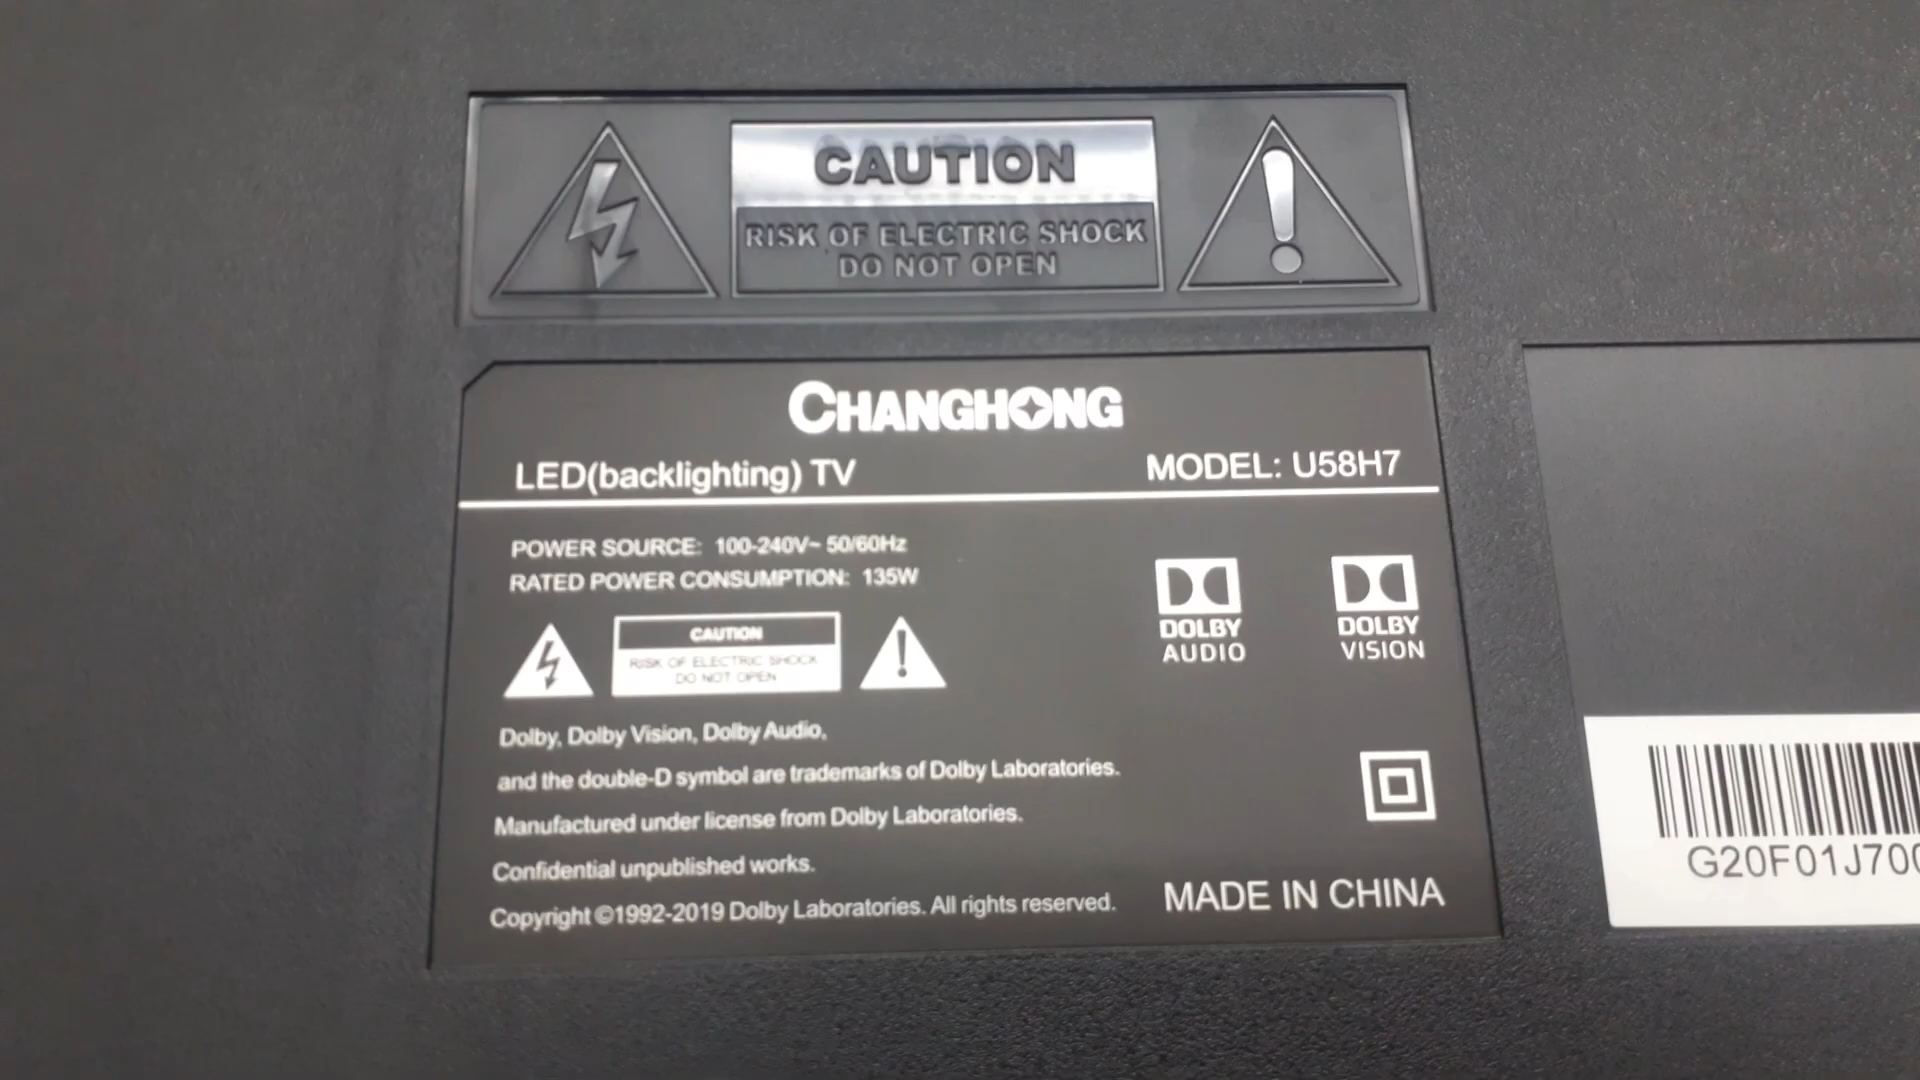 CAUTION
RISK OF ELECTRIC SHOCK
DO NOT OPEN
CHANGHONG
LED(backlighting) TV
MODEL: U58H7
POWER SOURCE: 100-240V~ 50/60Hz
RATED POWER CONSUMPTION: 135W
CAUTION
RISK OF ELECTRIC SHOCK
DO NOT OPEN
DOLBY
AUDIO
DOLBY
VISION
Dolby, Dolby Vision, Dolby Audio,
and the double-D symbol are trademarks of Dolby Laboratories.
Manufactured under license from Dolby Laboratories.
Confidential unpublished works.
Copyright ©1992-2019 Dolby Laboratories. All rights reserved.
MADE IN CHINA
G20F01J700